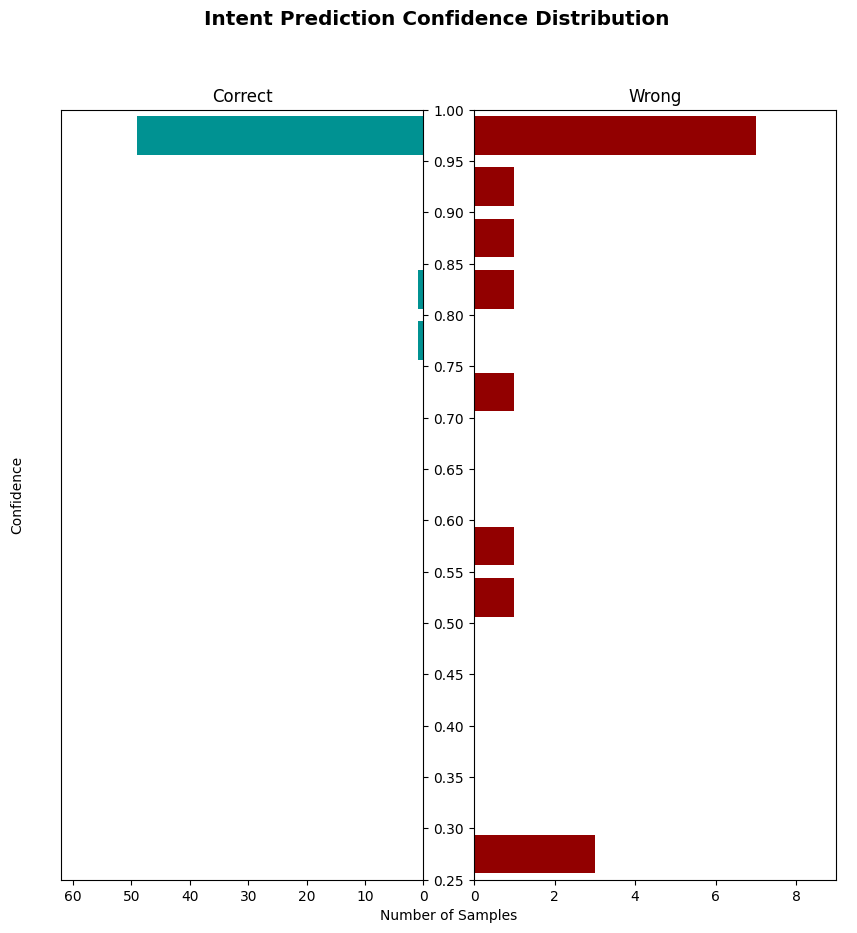 Intent Prediction Confidence Distribution
Correct
Wrong
Confidence
1.00
0.95
0.90
0.85
0.80
0.75
0.70
0.65
0.60
0.55
0.50
0.45
0.40
0.35
0.30
0.25
60 50 40 30 20 10 0
0 2 4 6 8
Number of Samples